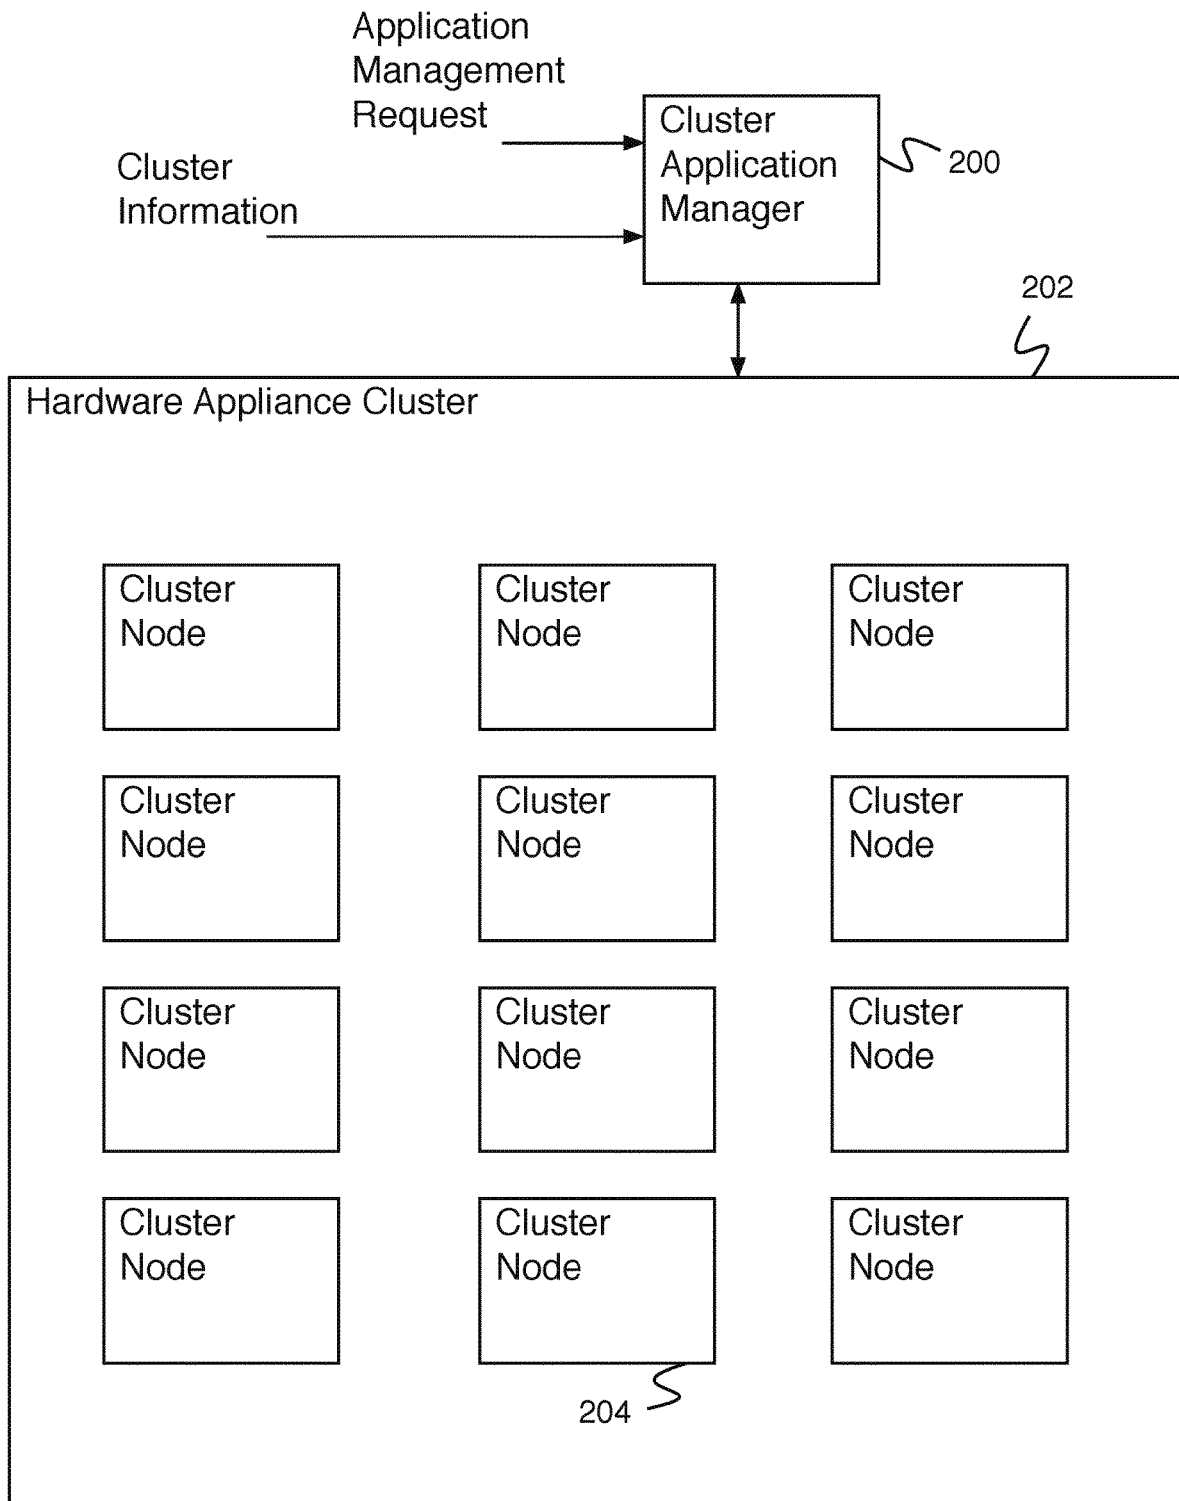 Application
Management
Request
Cluster
Information
Cluster
Application
Manager
200
202
Hardware Appliance Cluster
Cluster
Node
Cluster
Node
Cluster
Node
Cluster
Node
Cluster
Node
Cluster
Node
Cluster
Node
Cluster
Node
Cluster
Node
Cluster
Node
Cluster
Node
Cluster
Node
204